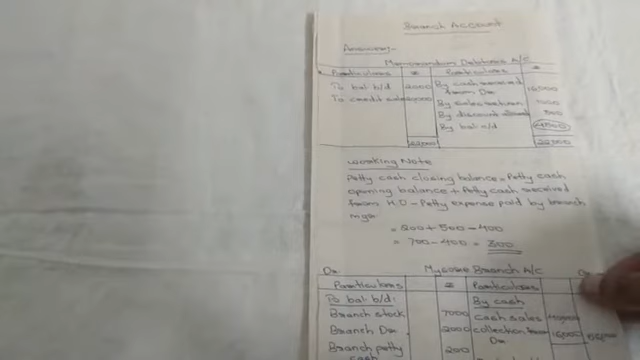 Branch Account
Answer:-
Memorandum Debtors A/C
Particulars Particulars
To bal b/d 2000 By cash received from Dr
To credit sales 20000 By sales return
By discount allowed
By bal c/d 4500
22000 22000
Working Note
Petty cash closing balance = Petty cash
opening balance + Petty cash received
from H.O - Petty expense paid by branch
mgr
= 200 + 500 - 400
= 700 - 400 = 300
Dr Mysore Branch A/C
Particulars Particulars
To bal b/d: By cash
Branch stock 7000 cash sales
Branch Dr 2000 collection from Dr
Branch petty cash 200